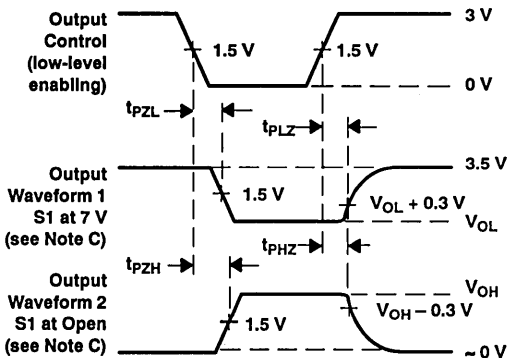 Output
Control
(low-level
enabling)
3 V
1.5 V
1.5 V
0 V
tPZL
tPLZ
Output
Waveform 1
S1 at 7 V
(see Note C)
3.5 V
1.5 V
VOL + 0.3 V
VOL
tPZH
tPHZ
Output
Waveform 2
S1 at Open
(see Note C)
VOH
1.5 V
VOH – 0.3 V
~ 0 V